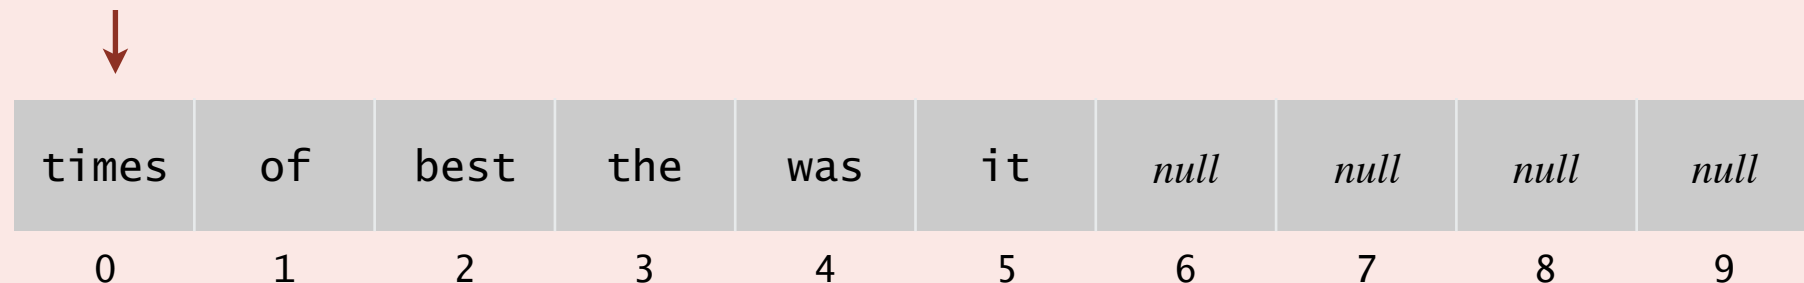 times of best the was it null null null null
0 1 2 3 4 5 6 7 8 9